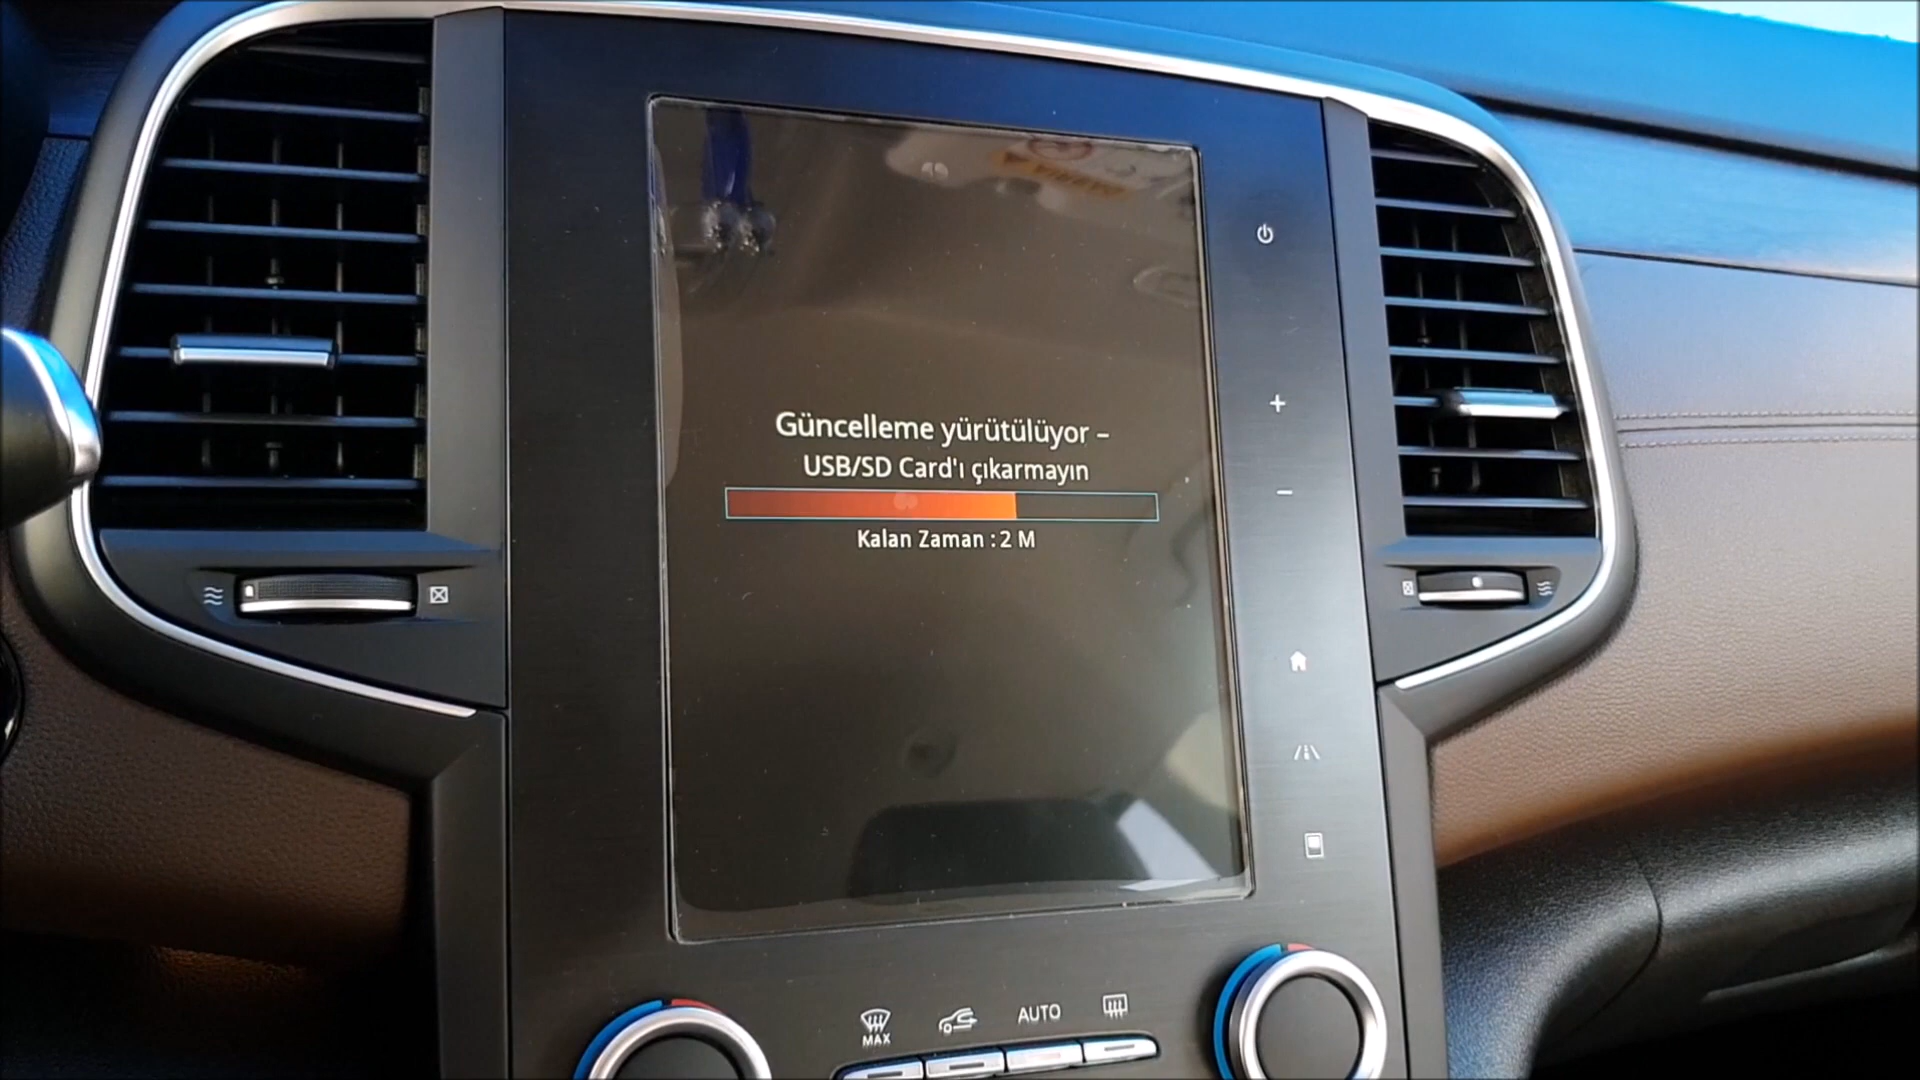 Güncelleme yürütülüyor –
USB/SD Card'ı çıkarmayın
Kalan Zaman : 2 M
+
−
MAX
AUTO